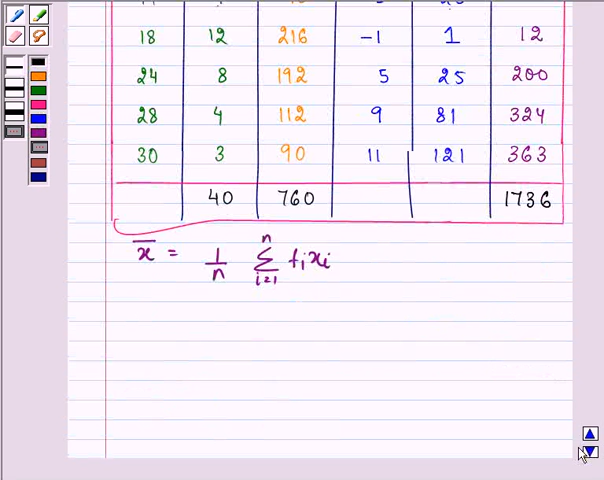 18 12 216 -1 1 12
24 8 192 5 25 200
28 4 112 9 81 324
30 3 90 11 121 363
40 760 1736
x̄ = 1/n ∑ⁿᵢ₌₁ fᵢxᵢ